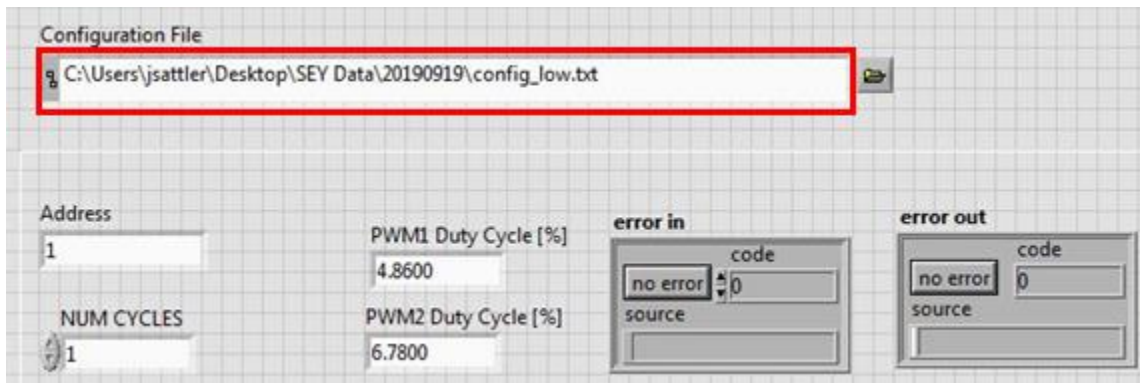 Configuration File
C:\Users\jsattler\Desktop\SEY Data\20190919\config_low.txt
Address
1
NUM CYCLES
1
PWM1 Duty Cycle [%]
4.8600
PWM2 Duty Cycle [%]
6.7800
error in
code
no error
0
source
error out
code
no error
0
source